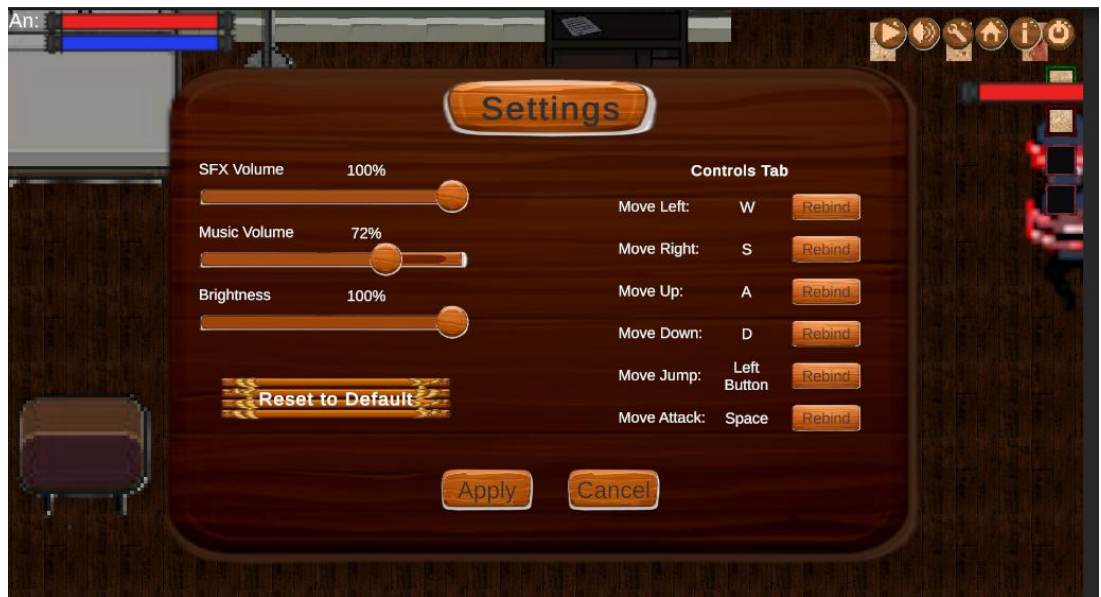 An:
Settings
SFX Volume 100%
Music Volume 72%
Brightness 100%
Reset to Default
Controls Tab
Move Left: W Rebind
Move Right: S Rebind
Move Up: A Rebind
Move Down: D Rebind
Move Jump: Left Button Rebind
Move Attack: Space Rebind
Apply Cancel